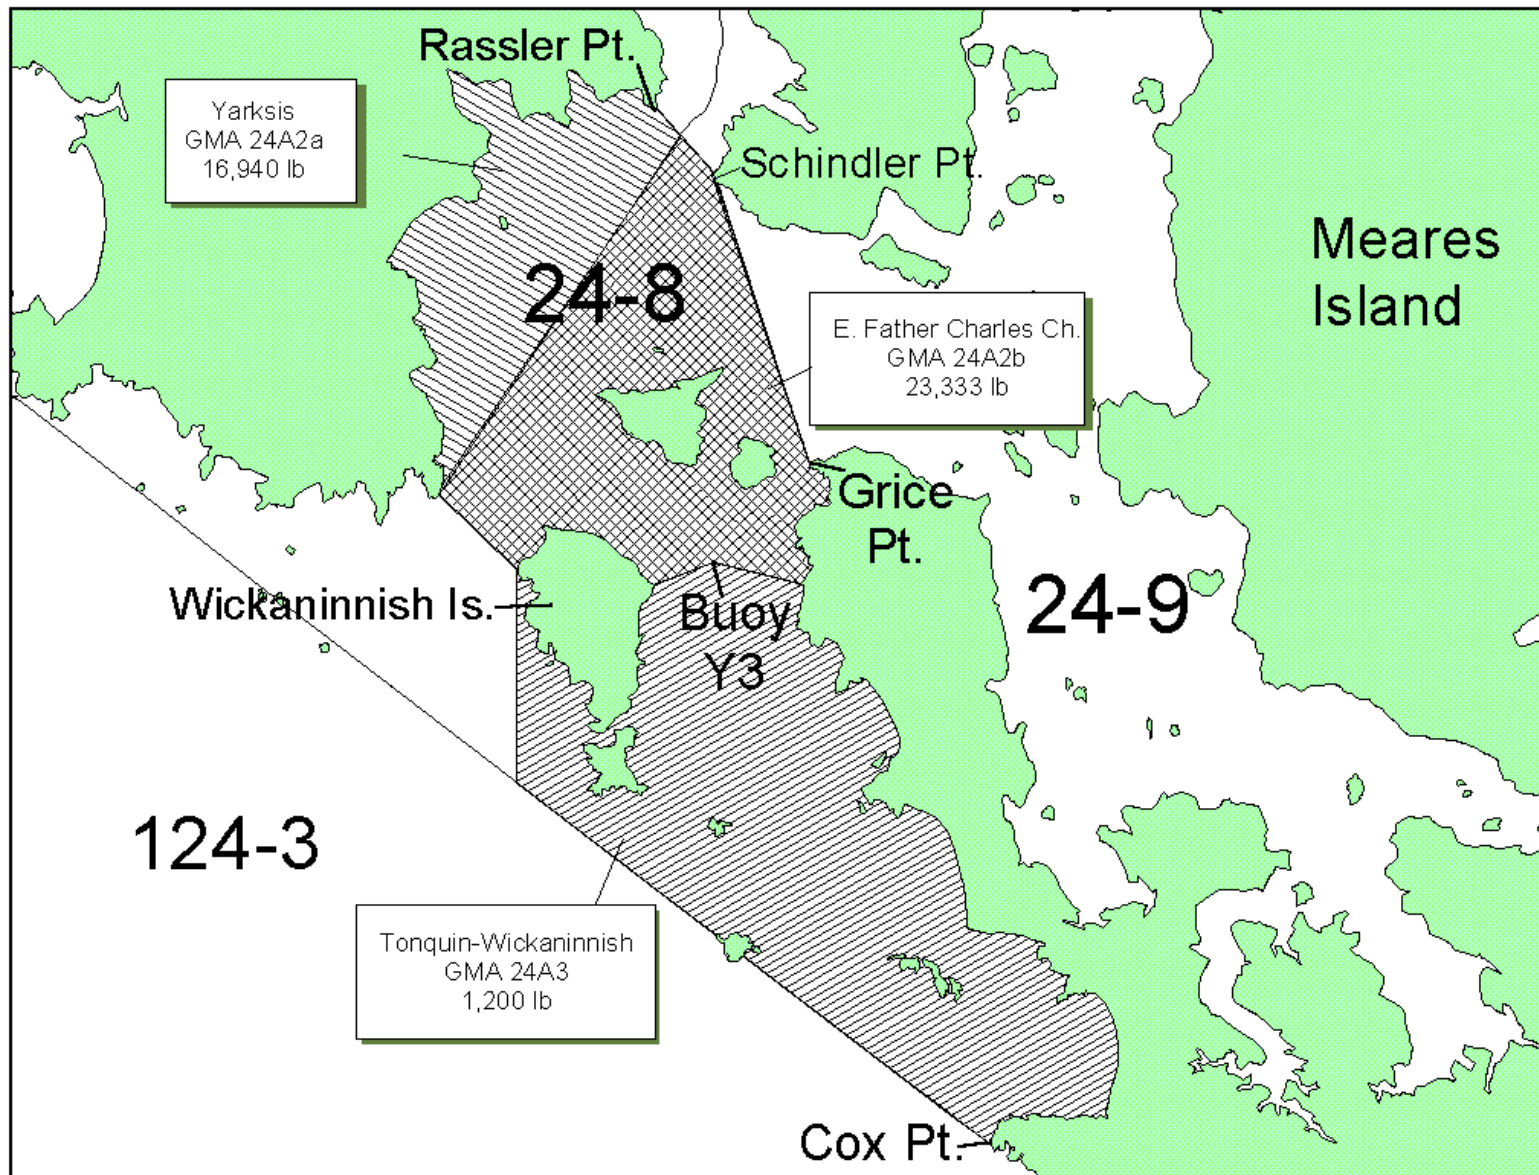 Rassler Pt.
Yarksis
GMA 24A2a
16,940 lb
Schindler Pt.
Meares
Island
24-8
E. Father Charles Ch.
GMA 24A2b
23,333 lb
Grice
Pt.
Wickaninnish Is.
Buoy
Y3
24-9
124-3
Tonquin-Wickaninnish
GMA 24A3
1,200 lb
Cox Pt.